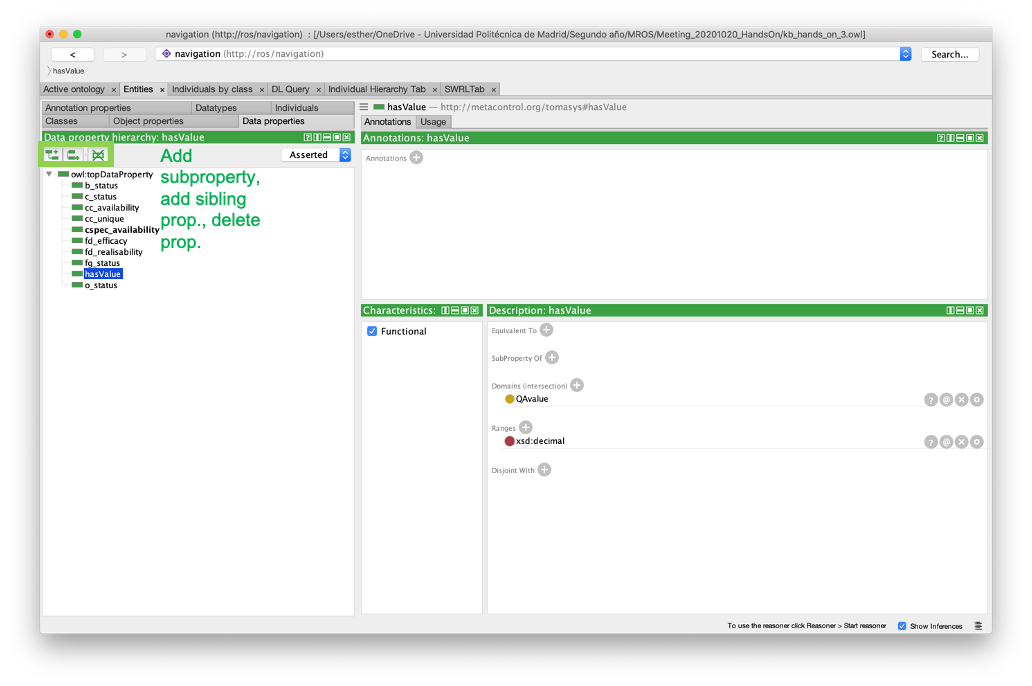 navigation (http://ros/navigation)  : [/Users/esther/OneDrive - Universidad Politécnica de Madrid/Segundo año/MROS/Meeting_20201020_HandsOn/kb_hands_on_3.owl]
< > navigation (http://ros/navigation) Search...
hasValue
Active ontology × Entities × Individuals by class × DL Query × Individual Hierarchy Tab × SWRLTab ×
Annotation properties Datatypes Individuals
Classes Object properties Data properties
Data property hierarchy: hasValue
Asserted
Add
subproperty,
add sibling
prop., delete
prop.
owl:topDataProperty
b_status
c_status
cc_availability
cc_unique
cspec_availability
fd_efficacy
fd_realisability
fg_status
hasValue
o_status
hasValue — http://metacontrol.org/tomasys#hasValue
Annotations Usage
Annotations: hasValue
Annotations
Characteristics:
Functional
Description: hasValue
Equivalent To
SubProperty Of
Domains (intersection)
QAvalue
Ranges
xsd:decimal
Disjoint With
To use the reasoner click Reasoner > Start reasoner Show Inferences